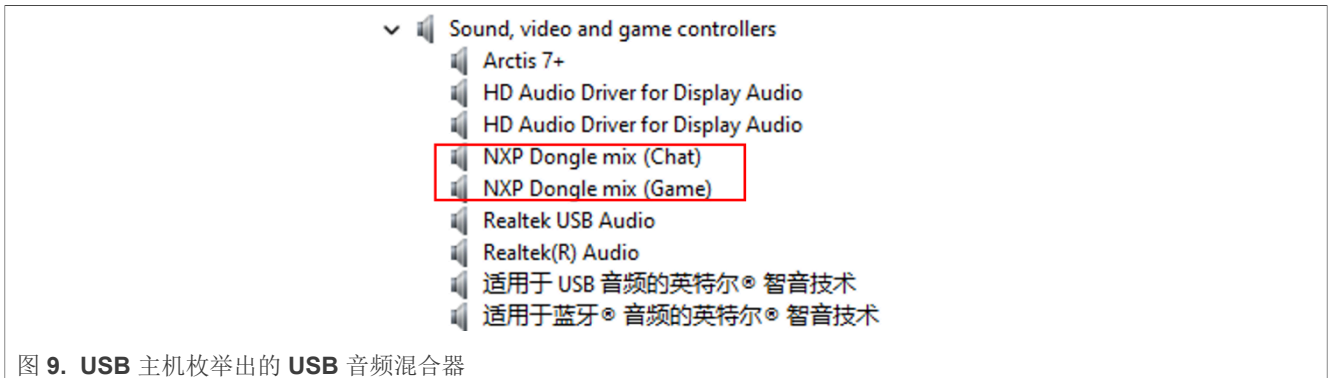 Sound, video and game controllers
Arctis 7+
HD Audio Driver for Display Audio
HD Audio Driver for Display Audio
NXP Dongle mix (Chat)
NXP Dongle mix (Game)
Realtek USB Audio
Realtek(R) Audio
适用于 USB 音频的英特尔® 智音技术
适用于蓝牙® 音频的英特尔® 智音技术
图 9. USB 主机枚举出的 USB 音频混合器